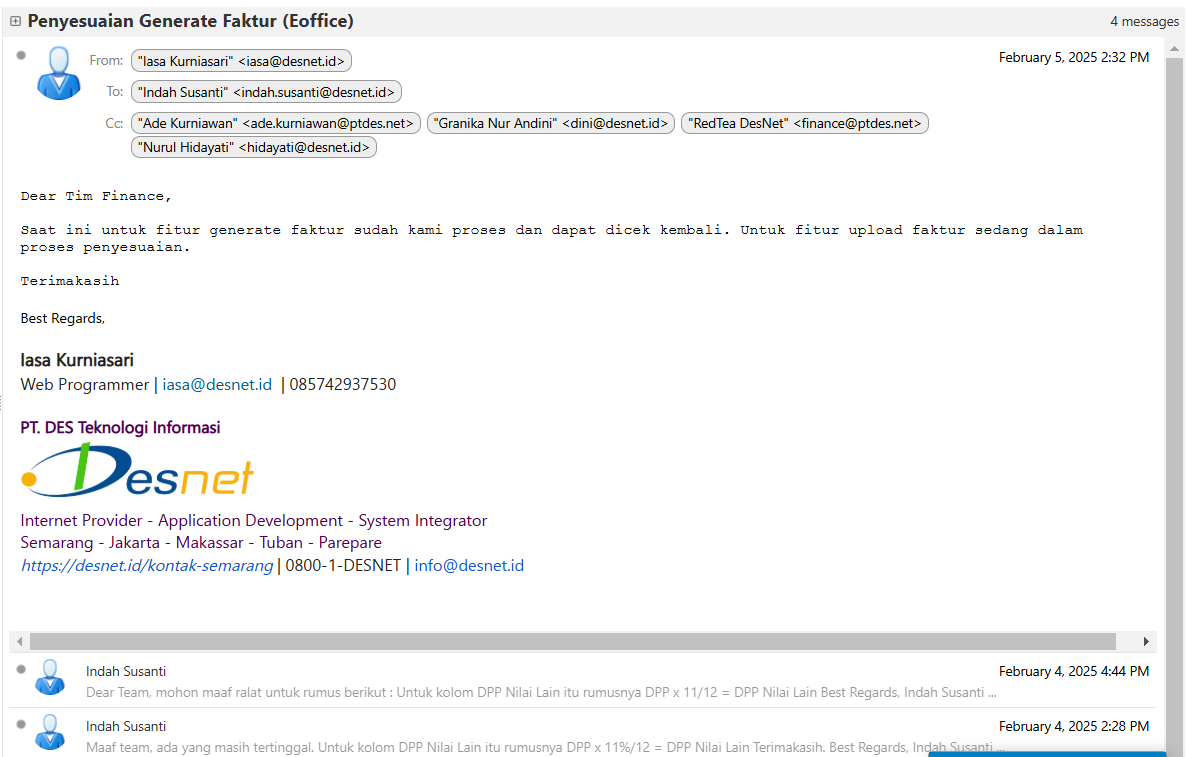 Penyesuaian Generate Faktur (Eoffice)
4 messages
From: "Iasa Kurniasari" <iasa@desnet.id>
February 5, 2025 2:32 PM
To: "Indah Susanti" <indah.susanti@desnet.id>
Cc: "Ade Kurniawan" <ade.kurniawan@ptdes.net> "Granika Nur Andini" <dini@desnet.id> "RedTea DesNet" <finance@ptdes.net>
"Nurul Hidayati" <hidayati@desnet.id>
Dear Tim Finance,
Saat ini untuk fitur generate faktur sudah kami proses dan dapat dicek kembali. Untuk fitur upload faktur sedang dalam
proses penyesuaian.
Terimakasih
Best Regards,
Iasa Kurniasari
Web Programmer | iasa@desnet.id | 085742937530
PT. DES Teknologi Informasi
Desnet
Internet Provider - Application Development - System Integrator
Semarang - Jakarta - Makassar - Tuban - Parepare
https://desnet.id/kontak-semarang | 0800-1-DESNET | info@desnet.id
Indah Susanti
February 4, 2025 4:44 PM
Dear Team, mohon maaf ralat untuk rumus berikut : Untuk kolom DPP Nilai Lain itu rumusnya DPP x 11/12 = DPP Nilai Lain Best Regards, Indah Susanti ...
Indah Susanti
February 4, 2025 2:28 PM
Maaf team, ada yang masih tertinggal. Untuk kolom DPP Nilai Lain itu rumusnya DPP x 11%/12 = DPP Nilai Lain Terimakasih. Best Regards, Indah Susanti ...